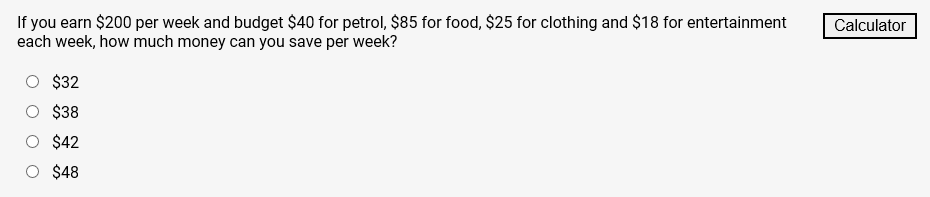 If you earn $200 per week and budget $40 for petrol, $85 for food, $25 for clothing and $18 for entertainment
each week, how much money can you save per week?
Calculator
$32
$38
$42
$48